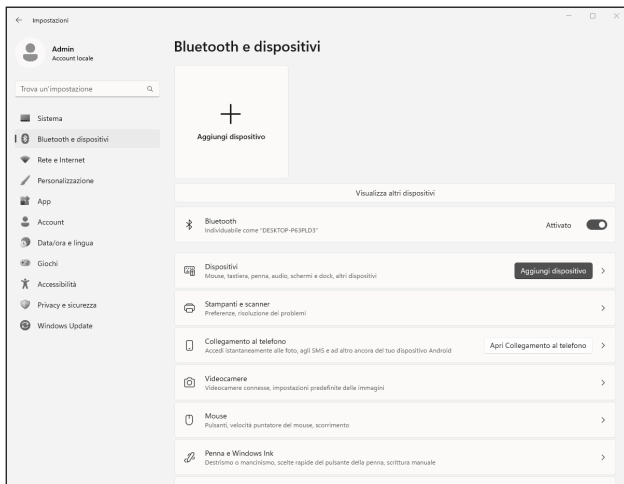 Impostazioni
Admin
Account locale
Trova un'impostazione
Sistema
Bluetooth e dispositivi
Rete e Internet
Personalizzazione
App
Account
Data/ora e lingua
Giochi
Accessibilità
Privacy e sicurezza
Windows Update
Bluetooth e dispositivi
Aggiungi dispositivo
Visualizza altri dispositivi
Bluetooth
Individuabile come "DESKTOP-P63PLD3"
Attivato
Dispositivi
Mouse, tastiera, penna, audio, schermi e dock, altri dispositivi
Aggiungi dispositivo
Stampanti e scanner
Preferenze, risoluzione dei problemi
Collegamento al telefono
Accedi istantaneamente alle foto, agli SMS e ad altro ancora del tuo dispositivo Android
Apri Collegamento al telefono
Videocamere
Videocamere connesse, impostazioni predefinite delle immagini
Mouse
Pulsanti, velocità puntatore del mouse, scorrimento
Penna e Windows Ink
Destrismo o mancinismo, scelte rapide del pulsante della penna, scrittura manuale